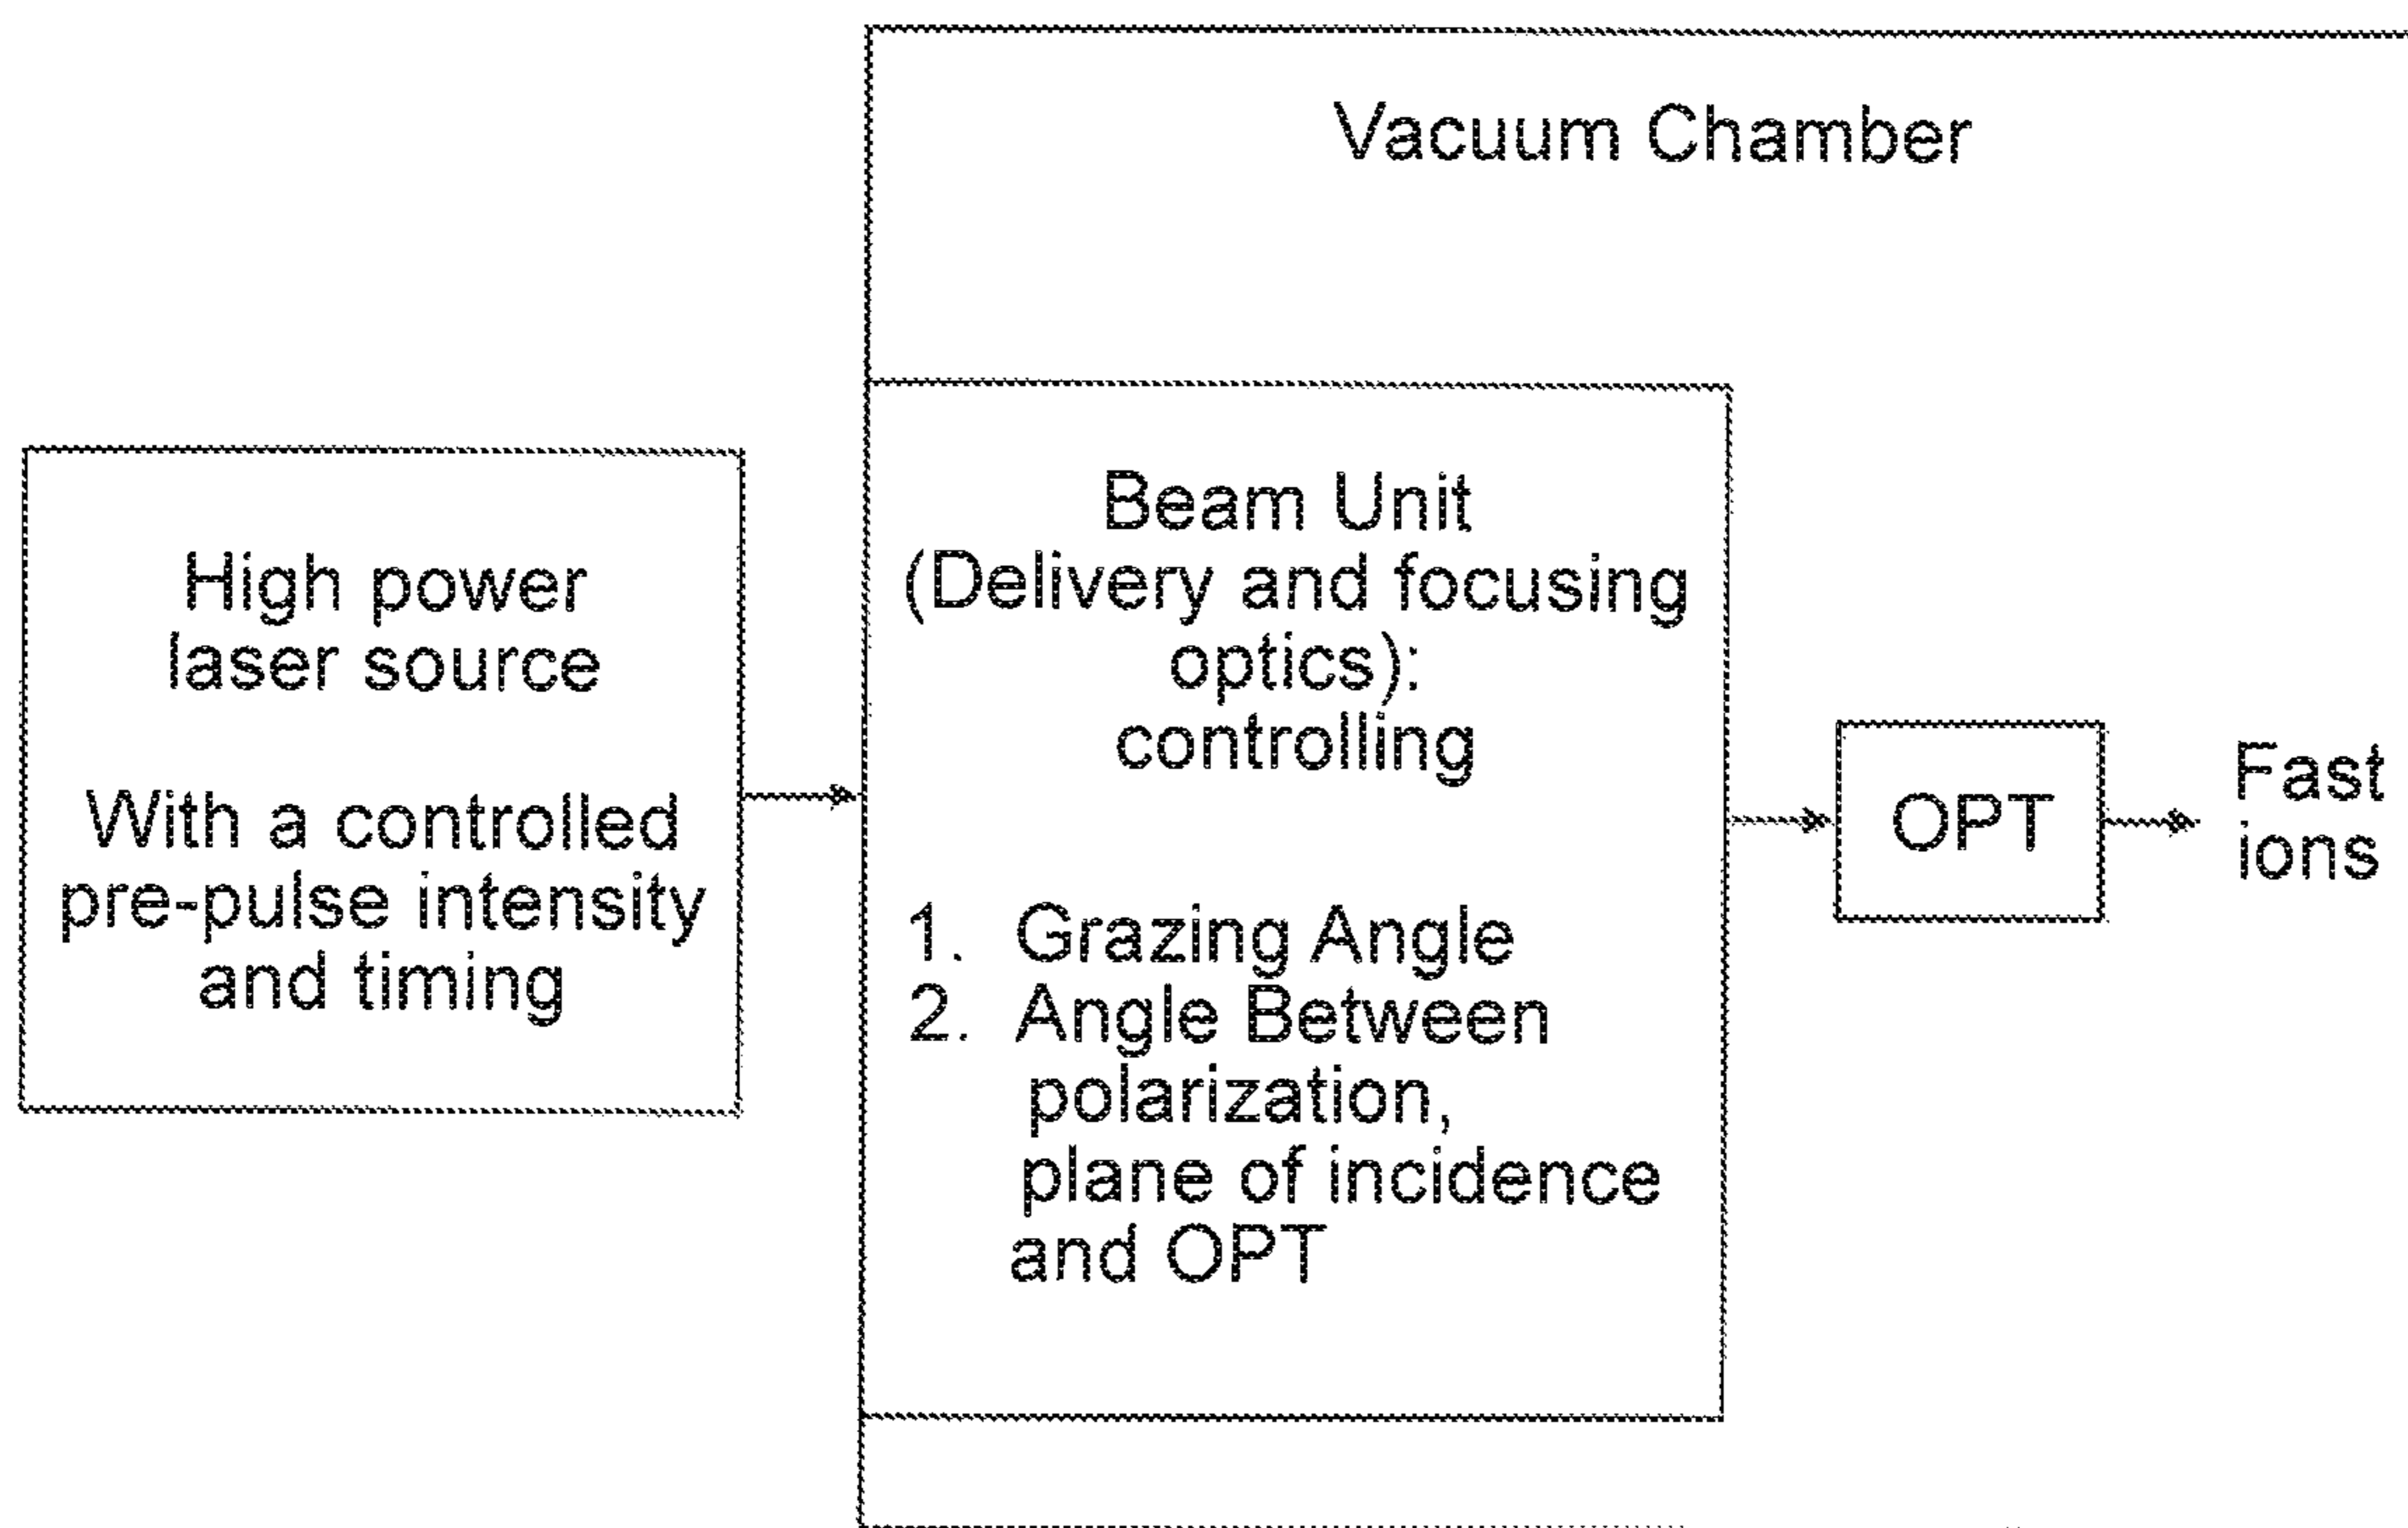 Vacuum Chamber
High power
laser source
With a controlled
pre-pulse intensity
and timing
Beam Unit
(Delivery and focusing
optics):
controlling
1. Grazing Angle
2. Angle Between
polarization,
plane of incidence
and OPT
OPT
Fast
ions